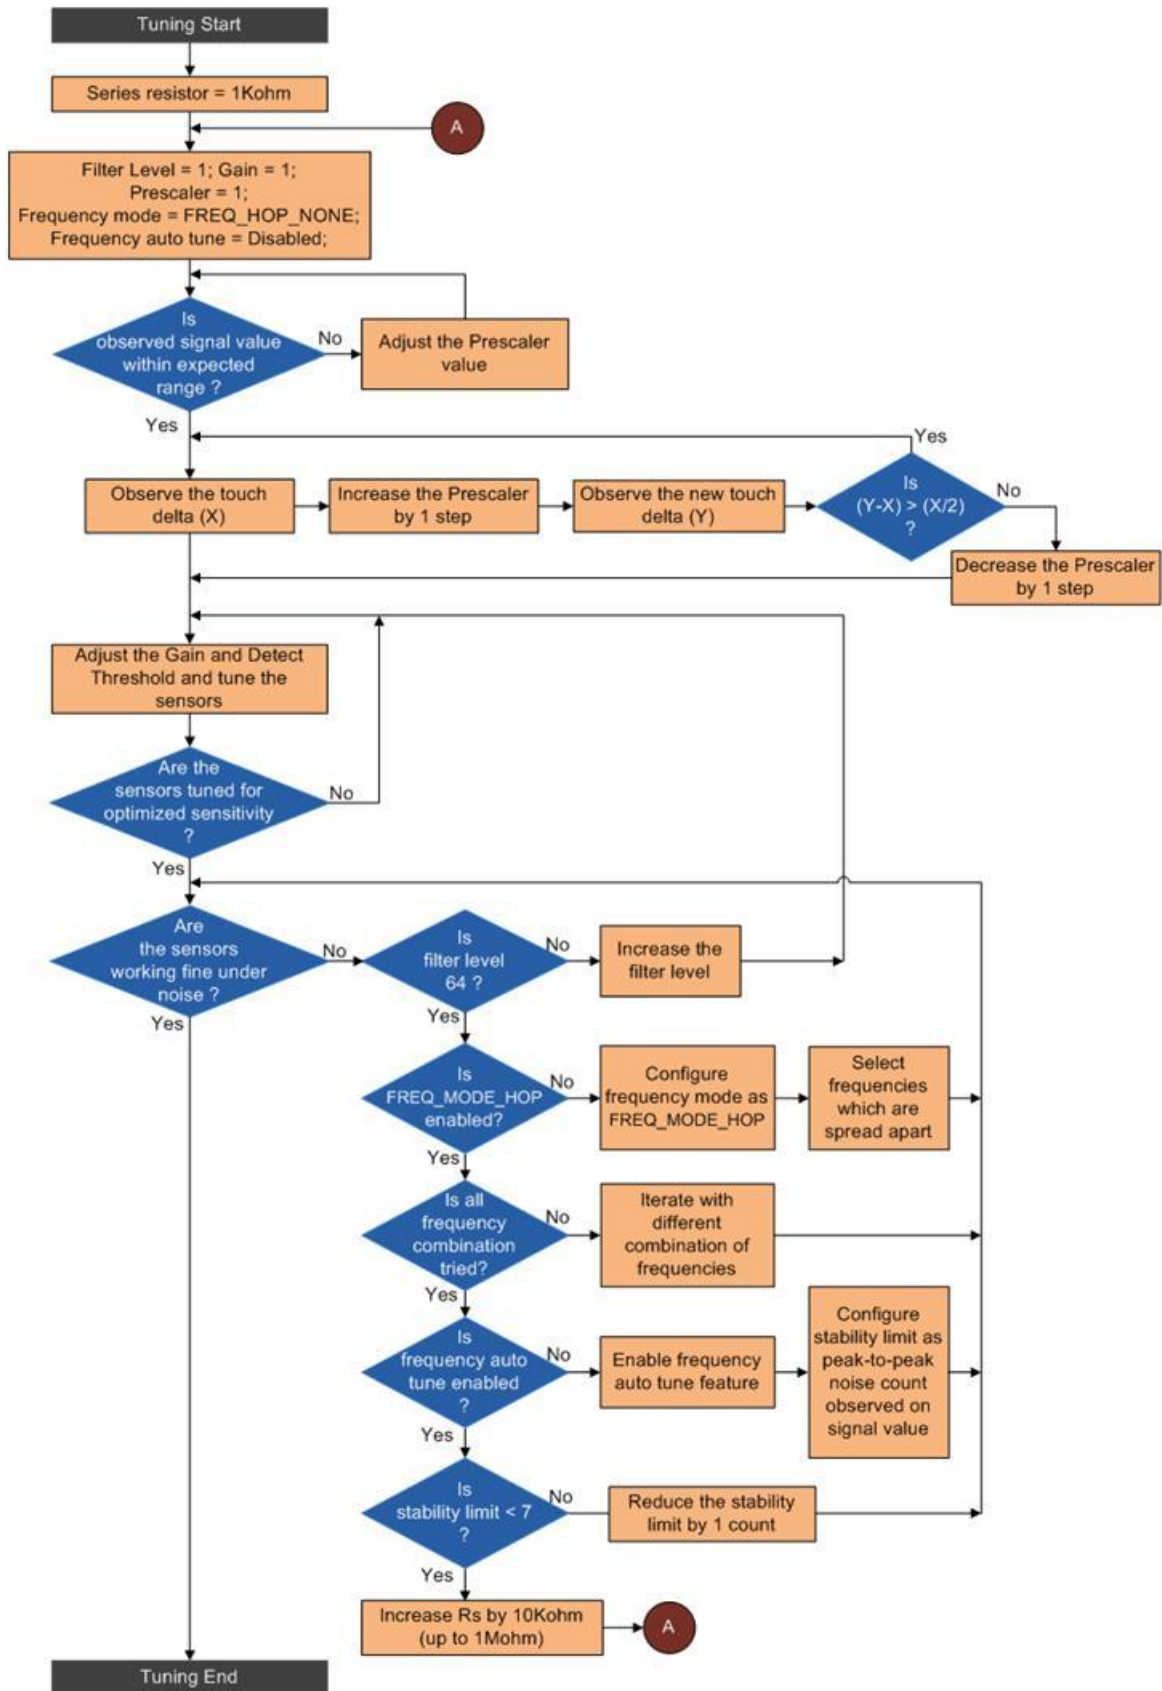 Tuning Start
Series resistor = 1Kohm
A
Filter Level = 1; Gain = 1;
Prescaler = 1;
Frequency mode = FREQ_HOP_NONE;
Frequency auto tune = Disabled;
Is
observed signal value
within expected
range ?
No
Adjust the Prescaler
value
Yes
Observe the touch
delta (X)
Increase the Prescaler
by 1 step
Observe the new touch
delta (Y)
Is
(Y-X) > (X/2)
?
Yes
No
Decrease the Prescaler
by 1 step
Adjust the Gain and Detect
Threshold and tune the
sensors
Are the
sensors tuned for
optimized sensitivity
?
No
Yes
Are
the sensors
working fine under
noise ?
No
Yes
Is
filter level
64 ?
No
Increase the
filter level
Yes
Is
FREQ_MODE_HOP
enabled?
No
Configure
frequency mode as
FREQ_MODE_HOP
Select
frequencies
which are
spread apart
Yes
Is all
frequency
combination
tried?
No
Iterate with
different
combination of
frequencies
Yes
Is
frequency auto
tune enabled
?
No
Enable frequency
auto tune feature
Configure
stability limit as
peak-to-peak
noise count
observed on
signal value
Yes
Is
stability limit < 7
?
No
Reduce the stability
limit by 1 count
Yes
Increase Rs by 10Kohm
(up to 1Mohm)
A
Tuning End